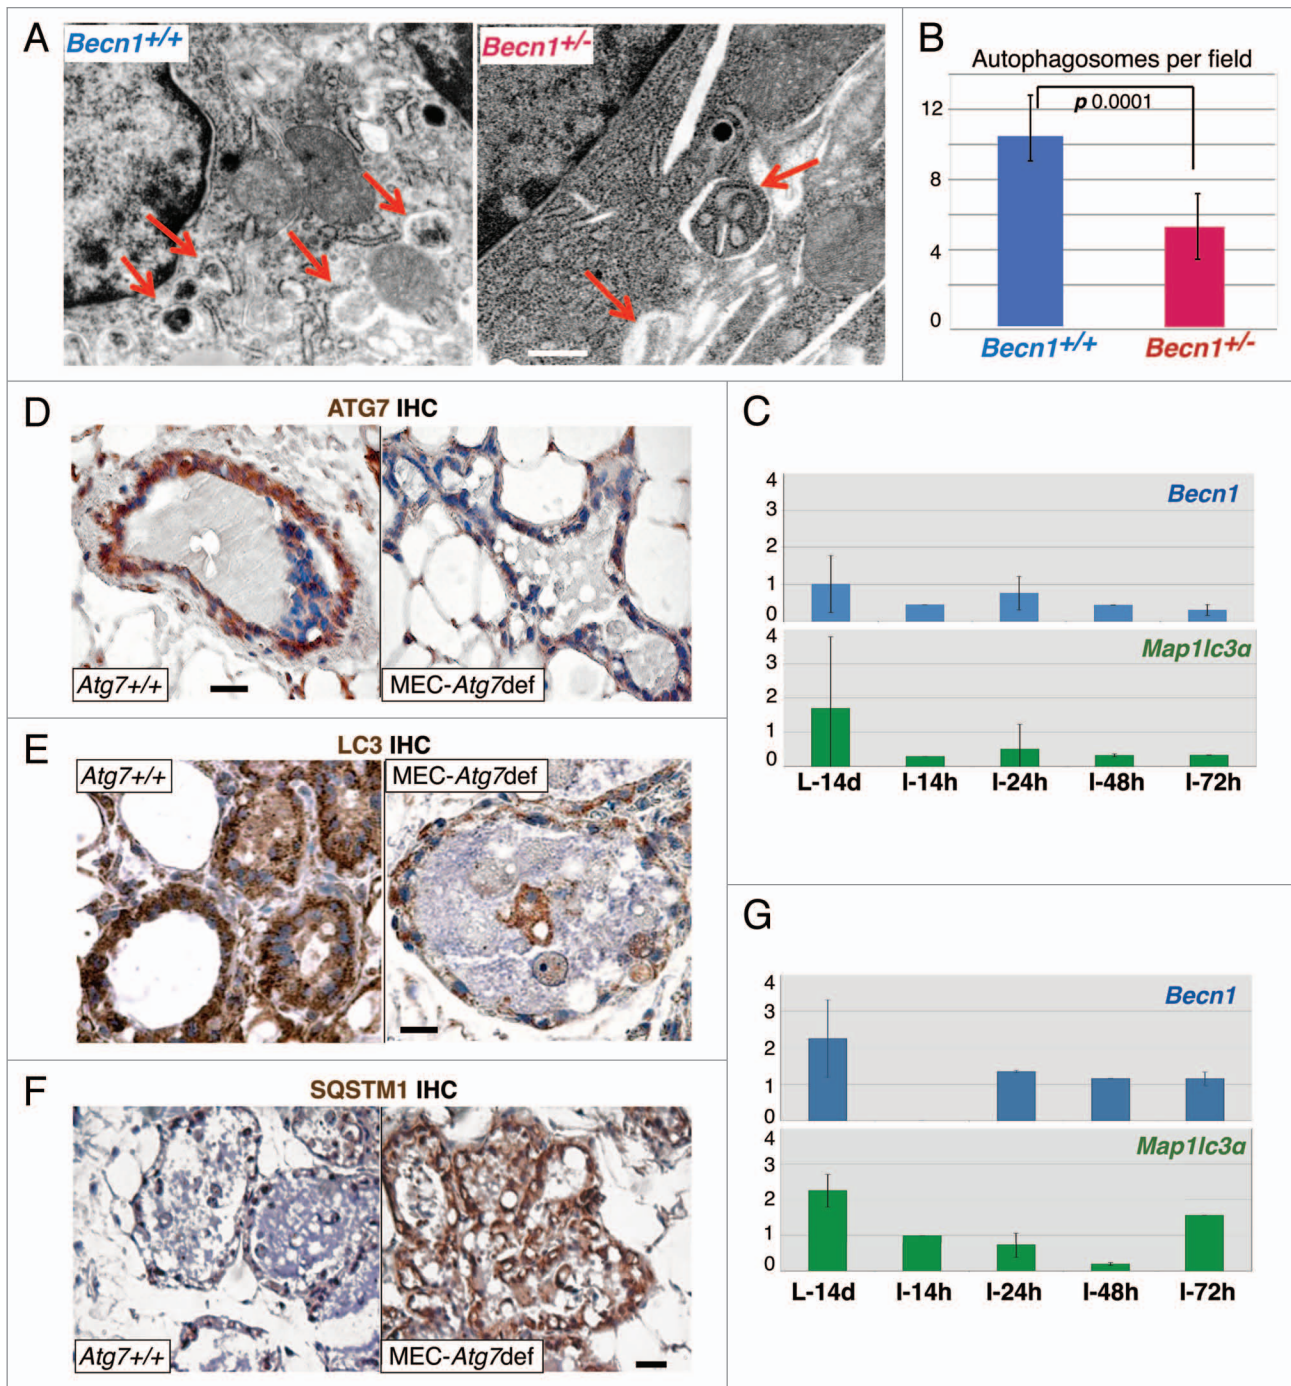 A
Becn1+/+
Becn1+/-
B
Autophagosomes per field
p 0.0001
12
8
4
0
Becn1+/+
Becn1+/-
D
ATG7 IHC
Atg7+/+
MEC-Atg7def
C
4
3
2
1
0
Becn1
4
3
2
1
0
Map1lc3a
L-14d I-14h I-24h I-48h I-72h
E
LC3 IHC
Atg7+/+
MEC-Atg7def
F
SQSTM1 IHC
Atg7+/+
MEC-Atg7def
G
4
3
2
1
0
Becn1
4
3
2
1
0
Map1lc3a
L-14d I-14h I-24h I-48h I-72h